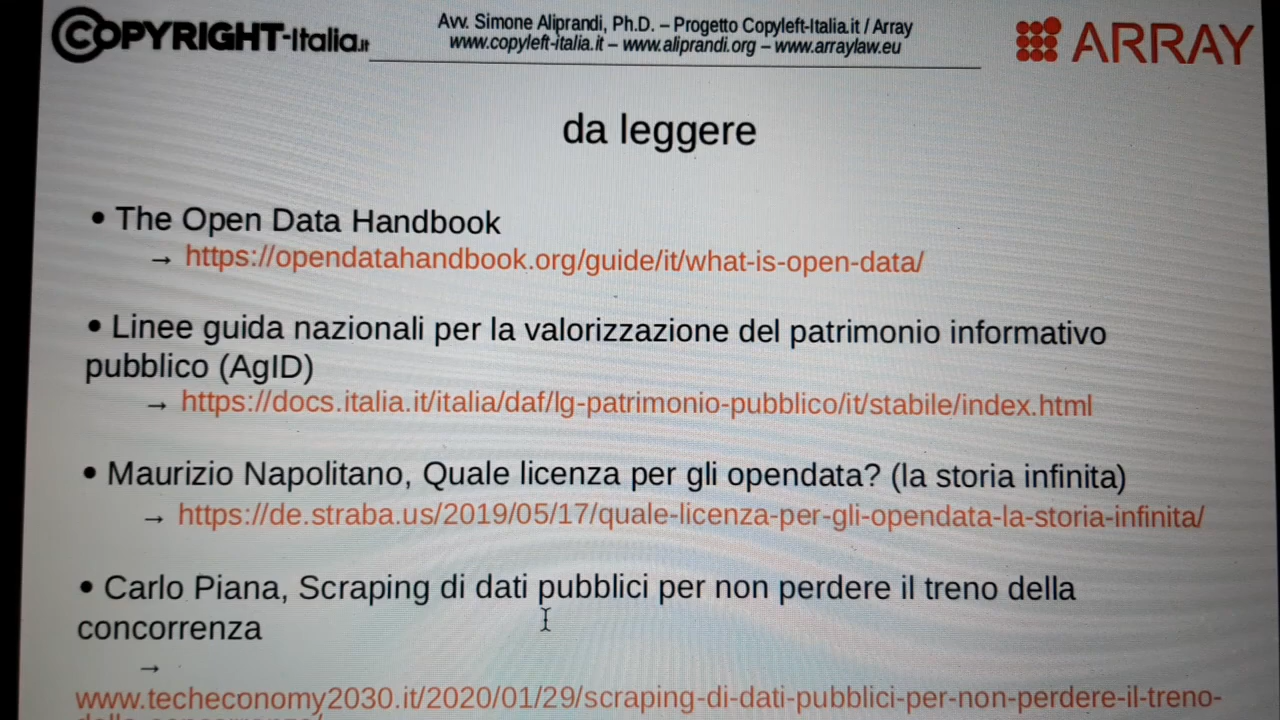 COPYRIGHT-Italia.it
Avv. Simone Aliprandi, Ph.D. – Progetto Copyleft-Italia.it / Array
www.copyleft-italia.it – www.aliprandi.org – www.arraylaw.eu
ARRAY
da leggere
• The Open Data Handbook
→ https://opendatahandbook.org/guide/it/what-is-open-data/
• Linee guida nazionali per la valorizzazione del patrimonio informativo
pubblico (AgID)
→ https://docs.italia.it/italia/daf/lg-patrimonio-pubblico/it/stabile/index.html
• Maurizio Napolitano, Quale licenza per gli opendata? (la storia infinita)
→ https://de.straba.us/2019/05/17/quale-licenza-per-gli-opendata-la-storia-infinita/
• Carlo Piana, Scraping di dati pubblici per non perdere il treno della
concorrenza
→
www.techeconomy2030.it/2020/01/29/scraping-di-dati-pubblici-per-non-perdere-il-treno-
della-concorrenza/